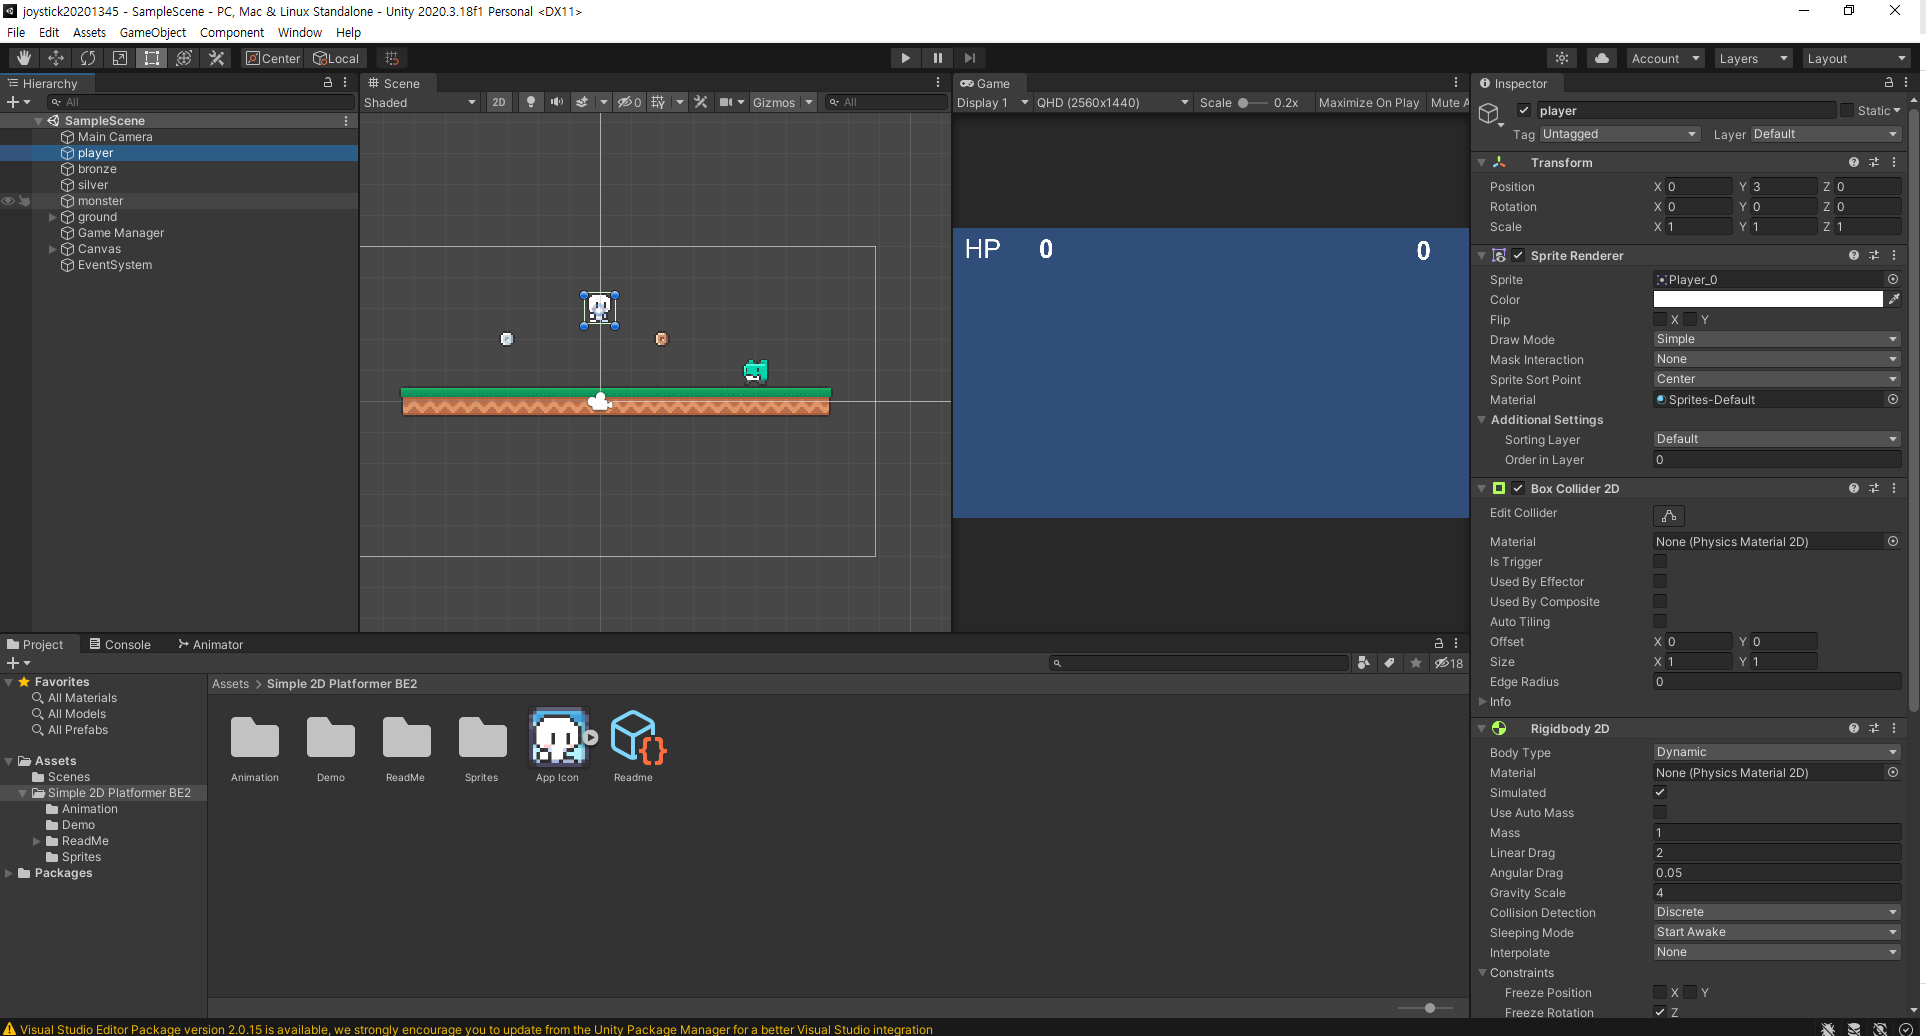 joystick20201345 - SampleScene - PC, Mac & Linux Standalone - Unity 2020.3.18f1 Personal <DX11>
File Edit Assets GameObject Component Window Help
Center Local Account Layers Layout
Hierarchy
All
SampleScene
Main Camera
player
bronze
silver
monster
ground
Game Manager
Canvas
EventSystem
Scene
Shaded 2D 0 Gizmos All
Game
Display 1 QHD (2560x1440) Scale 0.2x Maximize On Play Mute A
HP 0 0
Inspector
player Static
Tag Untagged Layer Default
Transform
Position X 0 Y 3 Z 0
Rotation X 0 Y 0 Z 0
Scale X 1 Y 1 Z 1
Sprite Renderer
Sprite Player_0
Color
Flip X Y
Draw Mode Simple
Mask Interaction None
Sprite Sort Point Center
Material Sprites-Default
Additional Settings
Sorting Layer Default
Order in Layer 0
Box Collider 2D
Edit Collider
Material None (Physics Material 2D)
Is Trigger
Used By Effector
Used By Composite
Auto Tiling
Offset X 0 Y 0
Size X 1 Y 1
Edge Radius 0
Info
Rigidbody 2D
Body Type Dynamic
Material None (Physics Material 2D)
Simulated
Use Auto Mass
Mass 1
Linear Drag 2
Angular Drag 0.05
Gravity Scale 4
Collision Detection Discrete
Sleeping Mode Start Awake
Interpolate None
Constraints
Freeze Position X Y
Freeze Rotation Z
Project Console Animator
18
Favorites
All Materials
All Models
All Prefabs
Assets
Scenes
Simple 2D Platformer BE2
Animation
Demo
ReadMe
Sprites
Packages
Assets > Simple 2D Platformer BE2
Animation Demo ReadMe Sprites App Icon Readme
Visual Studio Editor Package version 2.0.15 is available, we strongly encourage you to update from the Unity Package Manager for a better Visual Studio integration